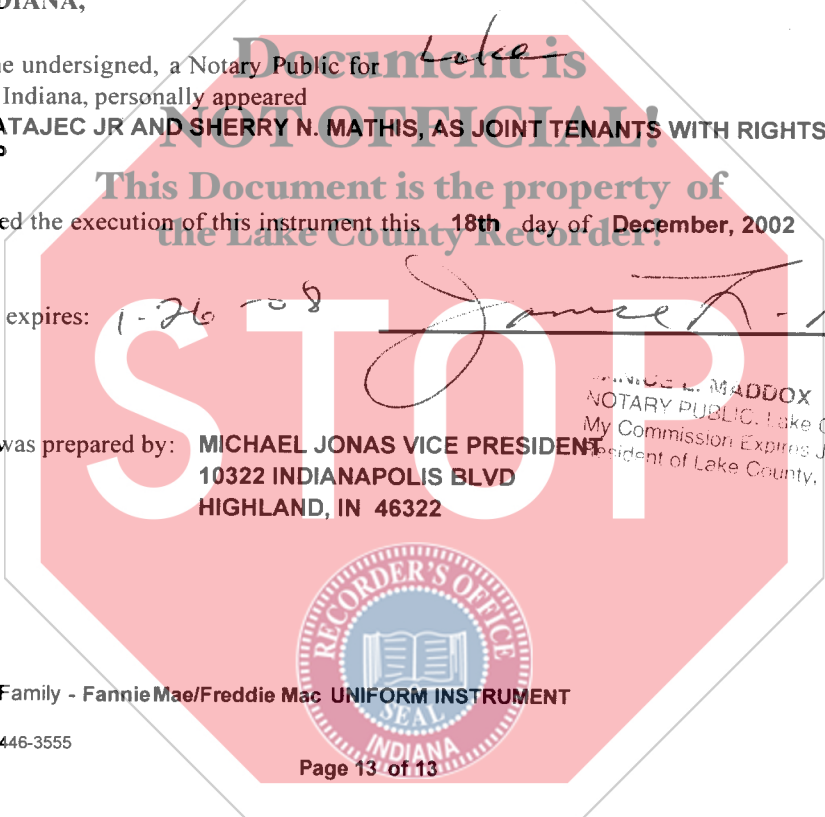 DIANA,
Document is
e undersigned, a Notary Public for Lake
Indiana, personally appeared
NOT OFFICIAL!
ATAJEC JR AND SHERRY N. MATHIS, AS JOINT TENANTS WITH RIGHTS
P
This Document is the property of
ed the execution of this instrument this 18th day of December, 2002
the Lake County Recorder!
expires: 1-26-08
STOP
L. MADDOX
NOTARY PUBLIC, Lake C
My Commission Expires J
Resident of Lake County,
was prepared by: MICHAEL JONAS VICE PRESIDENT
10322 INDIANAPOLIS BLVD
HIGHLAND, IN 46322
RECORDER'S OFFICE
Family - Fannie Mae/Freddie Mac UNIFORM INSTRUMENT
SEAL
446-3555
INDIANA
Page 13 of 13